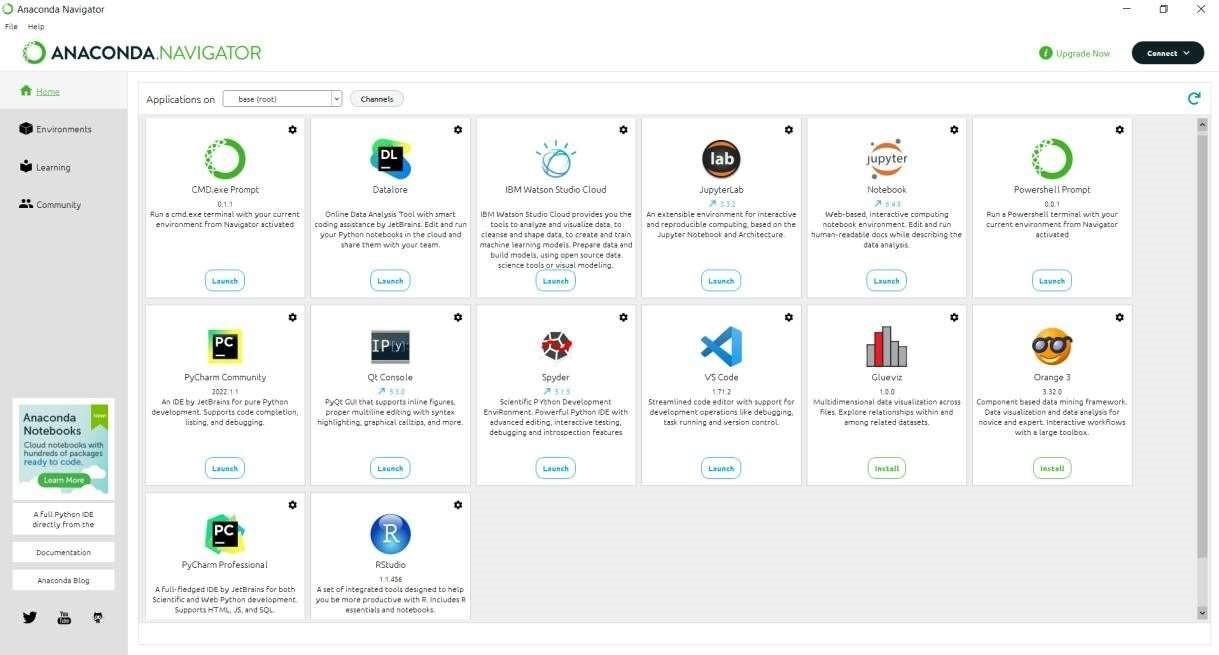 Anaconda Navigator
File Help
ANACONDA.NAVIGATOR
Upgrade Now
Connect
Home
Environments
Learning
Community
Applications on
base (root)
Channels
CMD.exe Prompt
0.1.1
Run a cmd.exe terminal with your current
environment from Navigator activated
Launch
DL
Datalore
Online Data Analysis Tool with smart
coding assistance by JetBrains. Edit and run
your Python notebooks in the cloud and
share them with your team.
Launch
IBM Watson Studio Cloud
IBM Watson Studio Cloud provides you the
tools to analyze and visualize data, to
cleanse and shape data, to create and train
machine learning models. Prepare data and
build models, using open source data
science tools or visual modeling.
Launch
lab
JupyterLab
3.3.2
An extensible environment for interactive
and reproducible computing, based on the
Jupyter Notebook and Architecture.
Launch
jupyter
Notebook
Web-based, interactive computing
notebook environment. Edit and run
human-readable docs while describing the
data analysis.
Launch
Powershell Prompt
0.0.1
Run a Powershell terminal with your
current environment from Navigator
activated
Launch
PC
PyCharm Community
2022.1.1
An IDE by JetBrains for pure Python
development. Supports code completion,
listing, and debugging.
Launch
IP[y]:
Qt Console
5.3.0
PyQt GUI that supports inline figures,
proper multiline editing with syntax
highlighting, graphical calltips, and more.
Launch
Spyder
Scientific PYthon Development
EnviRonment. Powerful Python IDE with
advanced editing, interactive testing,
debugging and introspection features
Launch
VS Code
1.71.2
Streamlined code editor with support for
development operations like debugging,
task running and version control.
Launch
Glueviz
1.0.0
Multidimensional data visualization across
files. Explore relationships within and
among related datasets.
Install
Orange 3
3.32.0
Component based data mining framework.
Data visualization and data analysis for
novice and expert. Interactive workflows
with a large toolbox.
Install
PC
PyCharm Professional
A full-fledged IDE by JetBrains for both
Scientific and Web Python development.
Supports HTML, JS, and SQL.
R
RStudio
1.1.456
A set of integrated tools designed to help
you be more productive with R. Includes R
essentials and notebooks.
Anaconda
Notebooks
Cloud notebooks with
hundreds of packages
ready to code.
Learn More
A full Python IDE
directly from the
Documentation
Anaconda Blog
You
Tube